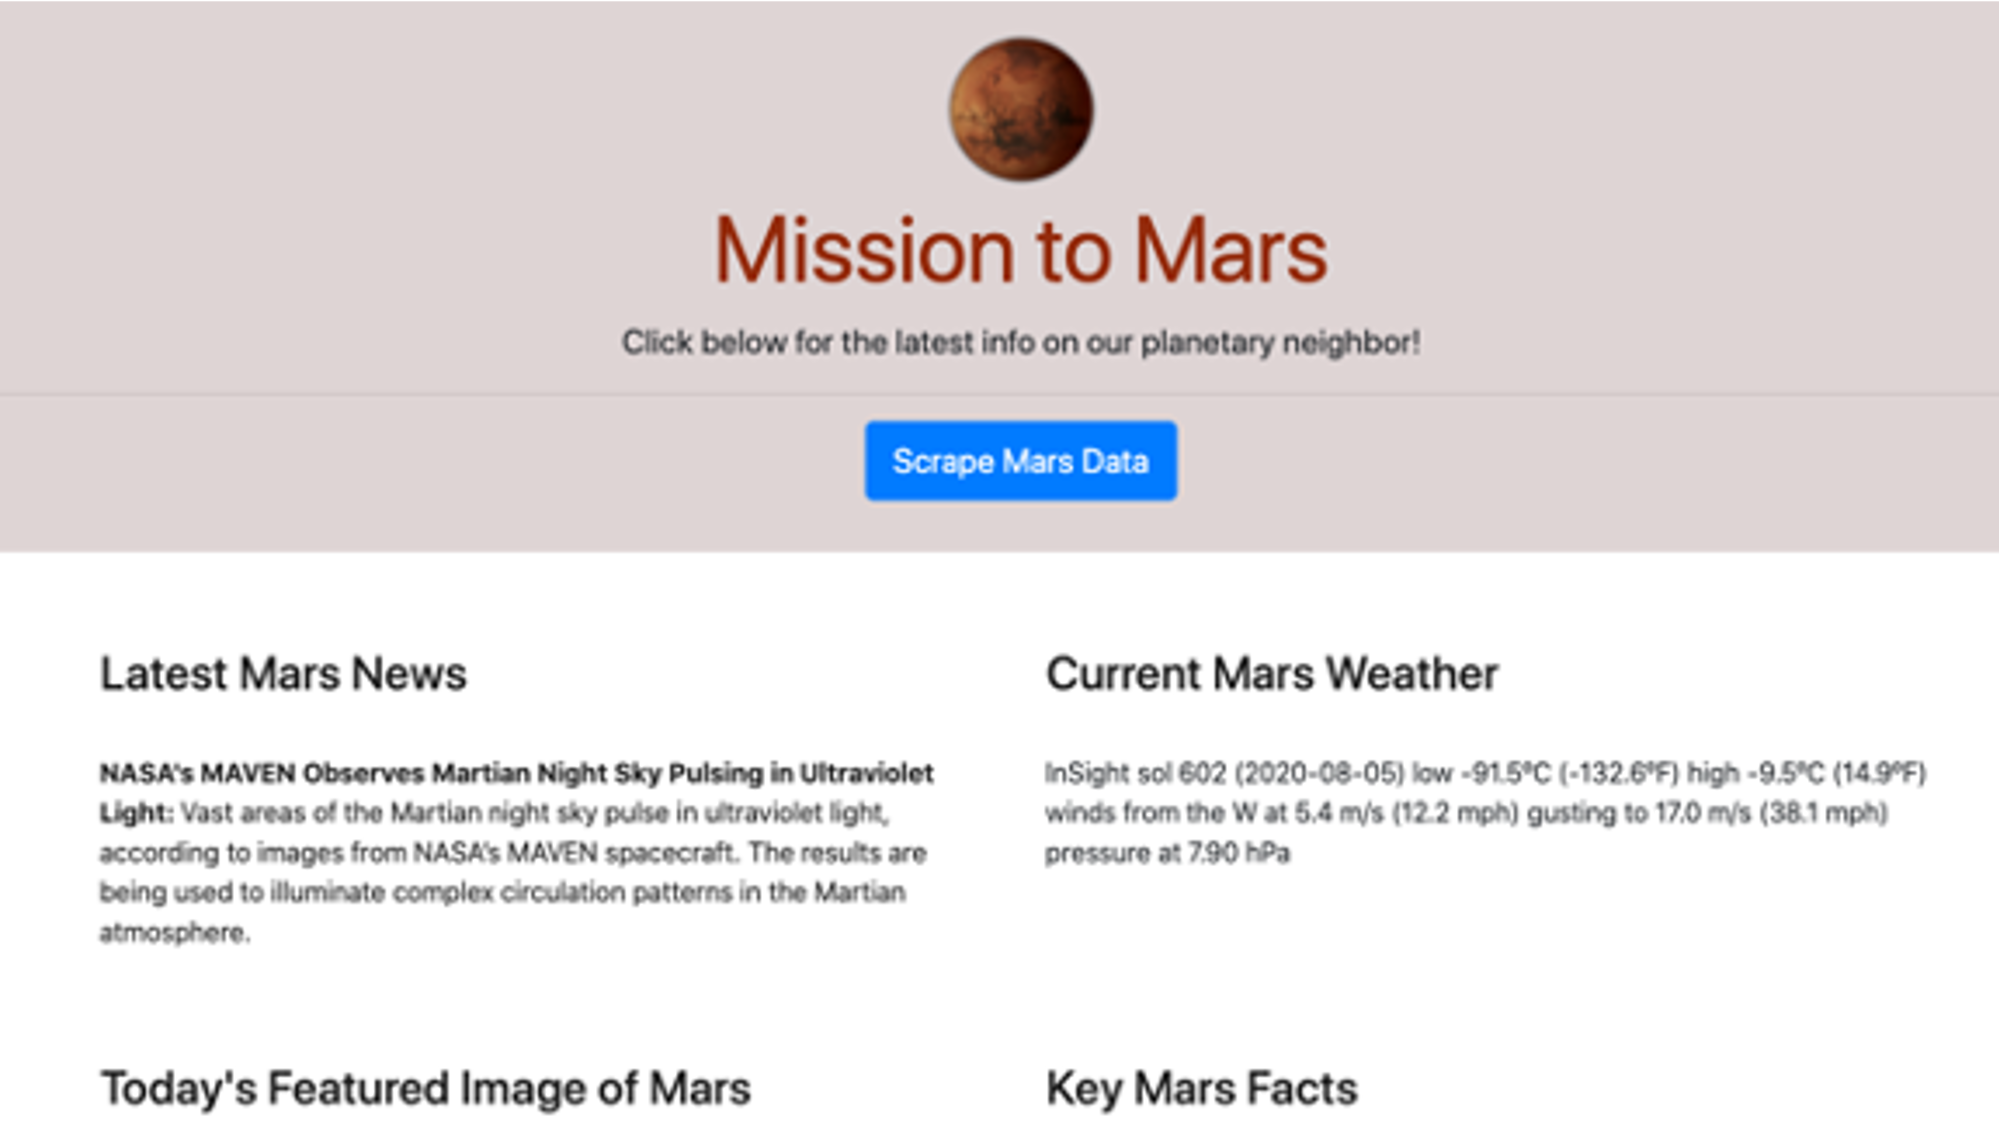 Mission to Mars
Click below for the latest info on our planetary neighbor!
Scrape Mars Data
Latest Mars News
NASA's MAVEN Observes Martian Night Sky Pulsing in Ultraviolet
Light: Vast areas of the Martian night sky pulse in ultraviolet light,
according to images from NASA's MAVEN spacecraft. The results are
being used to illuminate complex circulation patterns in the Martian
atmosphere.
Current Mars Weather
InSight sol 602 (2020-08-05) low -91.5ºC (-132.6ºF) high -9.5ºC (14.9ºF)
winds from the W at 5.4 m/s (12.2 mph) gusting to 17.0 m/s (38.1 mph)
pressure at 7.90 hPa
Today's Featured Image of Mars
Key Mars Facts